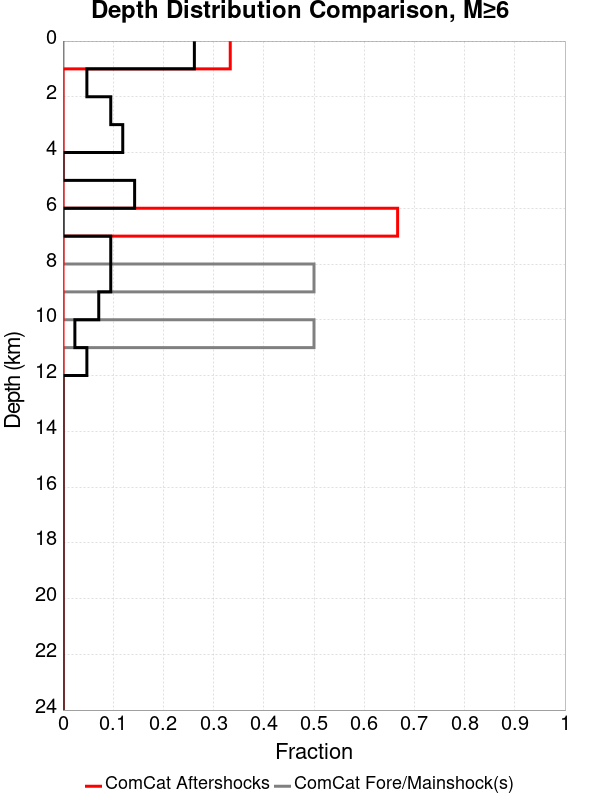 Depth Distribution Comparison, M≥6
0
2
4
6
8
10
12
14
16
18
20
22
24
Depth (km)
0 0.1 0.2 0.3 0.4 0.5 0.6 0.7 0.8 0.9 1
Fraction
ComCat Aftershocks ComCat Fore/Mainshock(s)